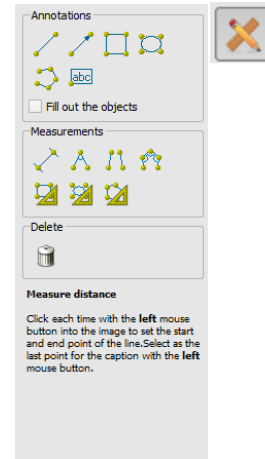 Annotations
abc
Fill out the objects
Measurements
Delete
Measure distance
Click each time with the left mouse
button into the image to set the start
and end point of the line.Select as the
last point for the caption with the left
mouse button.